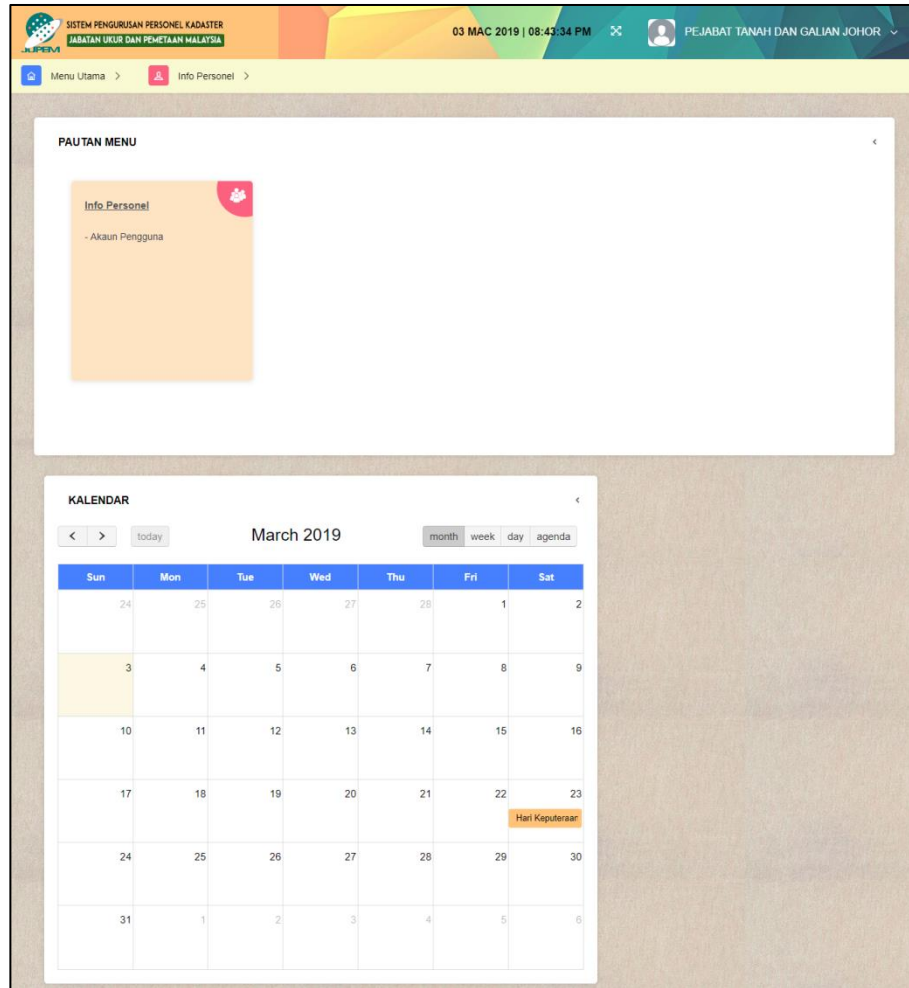 SISTEM PENGURUSAN PERSONEL KADASTER
JABATAN UKUR DAN PEMETAAN MALAYSIA
JUPEM
03 MAC 2019 | 08:43:34 PM
PEJABAT TANAH DAN GALIAN JOHOR
Menu Utama > Info Personel >
PAUTAN MENU
Info Personel
- Akaun Pengguna
KALENDAR
< > today March 2019 month week day agenda
Sun Mon Tue Wed Thu Fri Sat
24 25 26 27 28 1 2
3 4 5 6 7 8 9
10 11 12 13 14 15 16
17 18 19 20 21 22 23
Hari Keputeraan
24 25 26 27 28 29 30
31 1 2 3 4 5 6